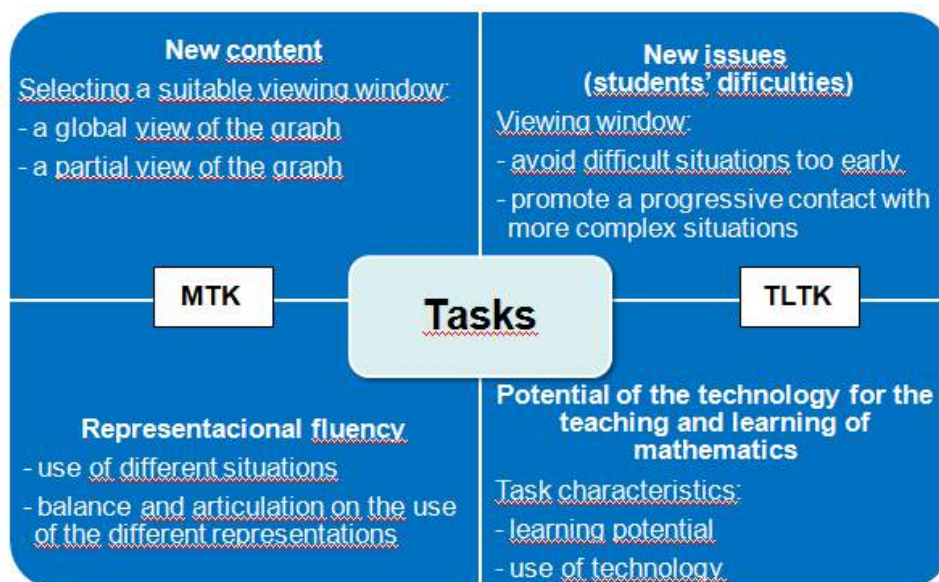 New content
Selecting a suitable viewing window:
- a global view of the graph
- a partial view of the graph
New issues
(students' dificulties)
Viewing window:
- avoid difficult situations too early
- promote a progressive contact with
more complex situations
MTK
Tasks
TLTK
Representacional fluency
- use of different situations
- balance and articulation on the use
of the different representations
Potential of the technology for the
teaching and learning of
mathematics
Task characteristics:
- learning potential
- use of technology